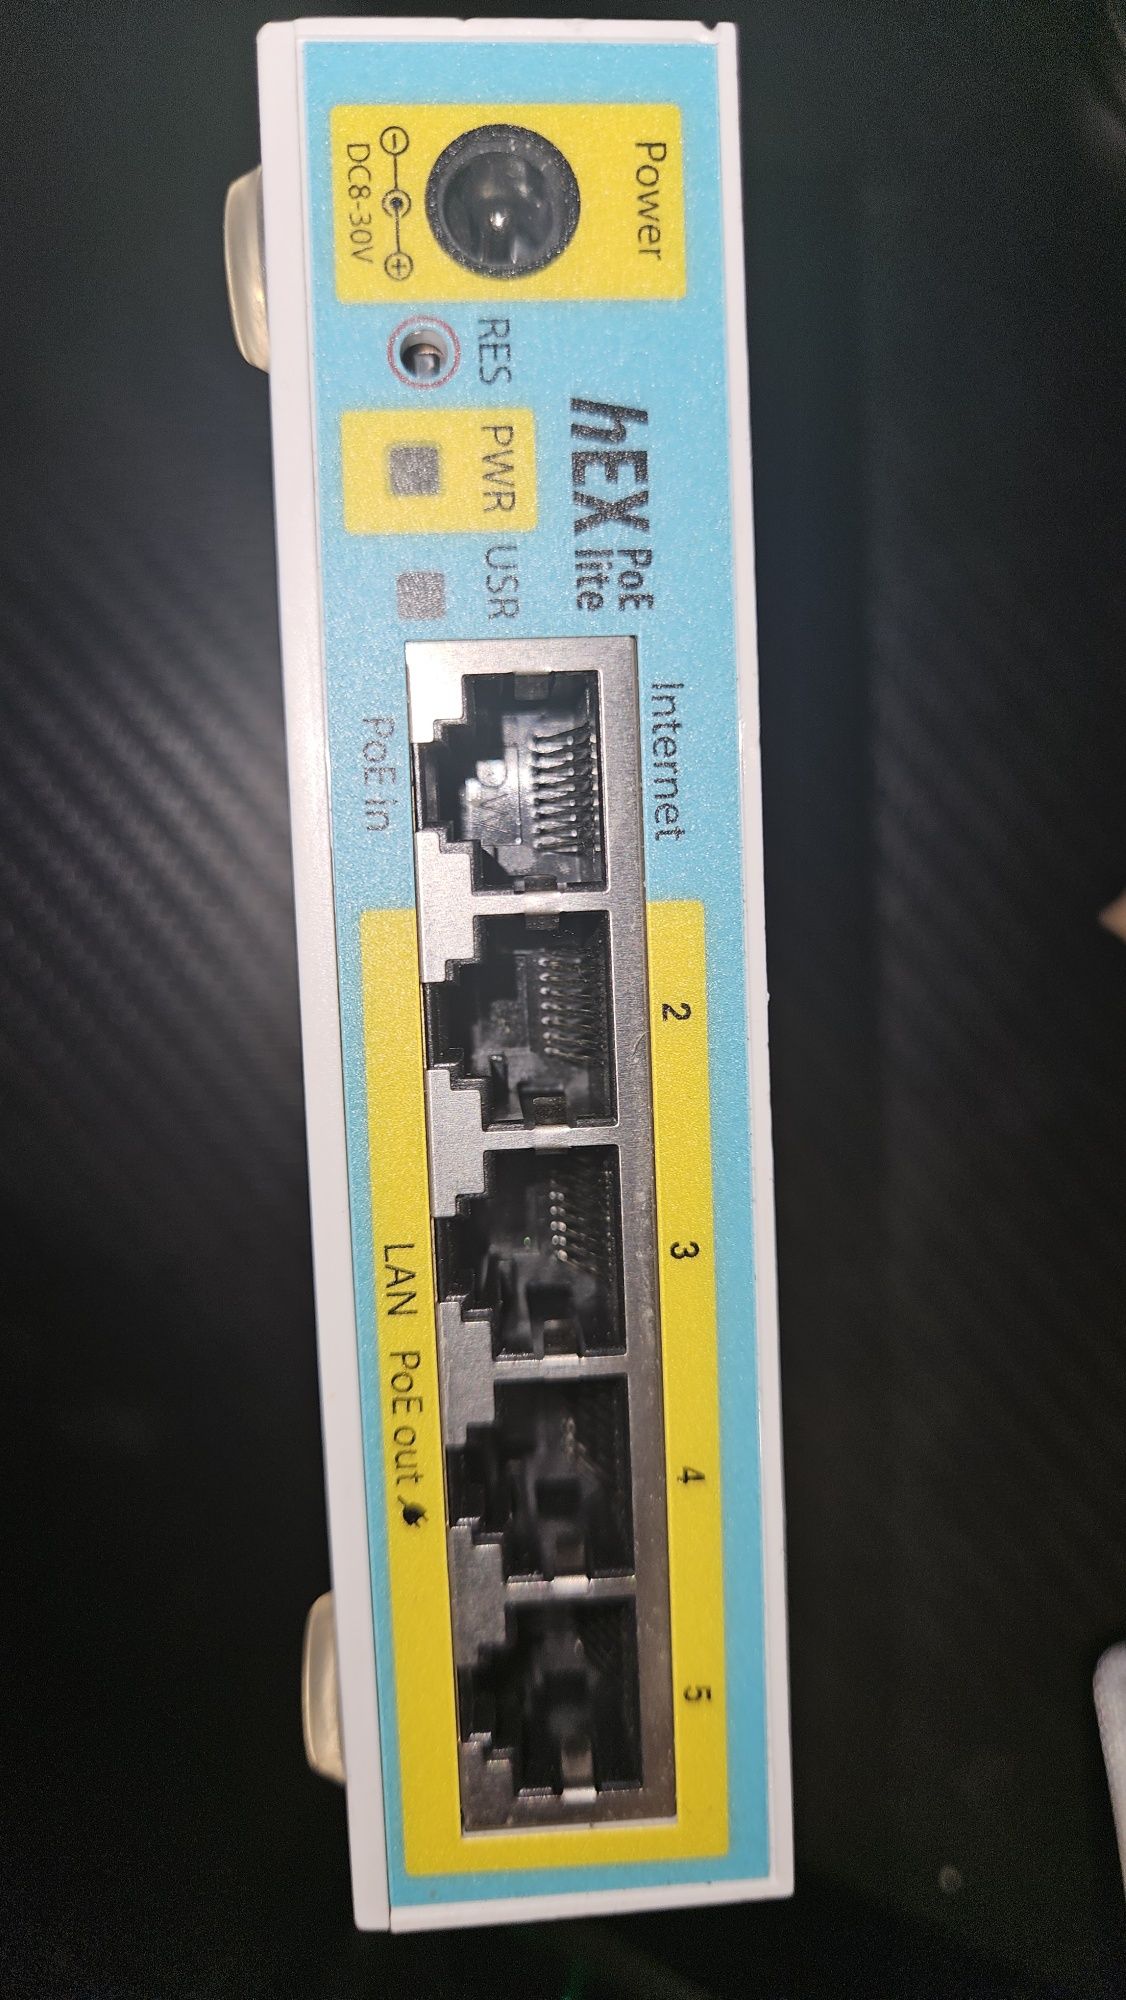 Power
DC8-30V
RES
PWR
USR
hEX PoE
lite
Internet
PoE in
2
3
4
5
LAN PoE out